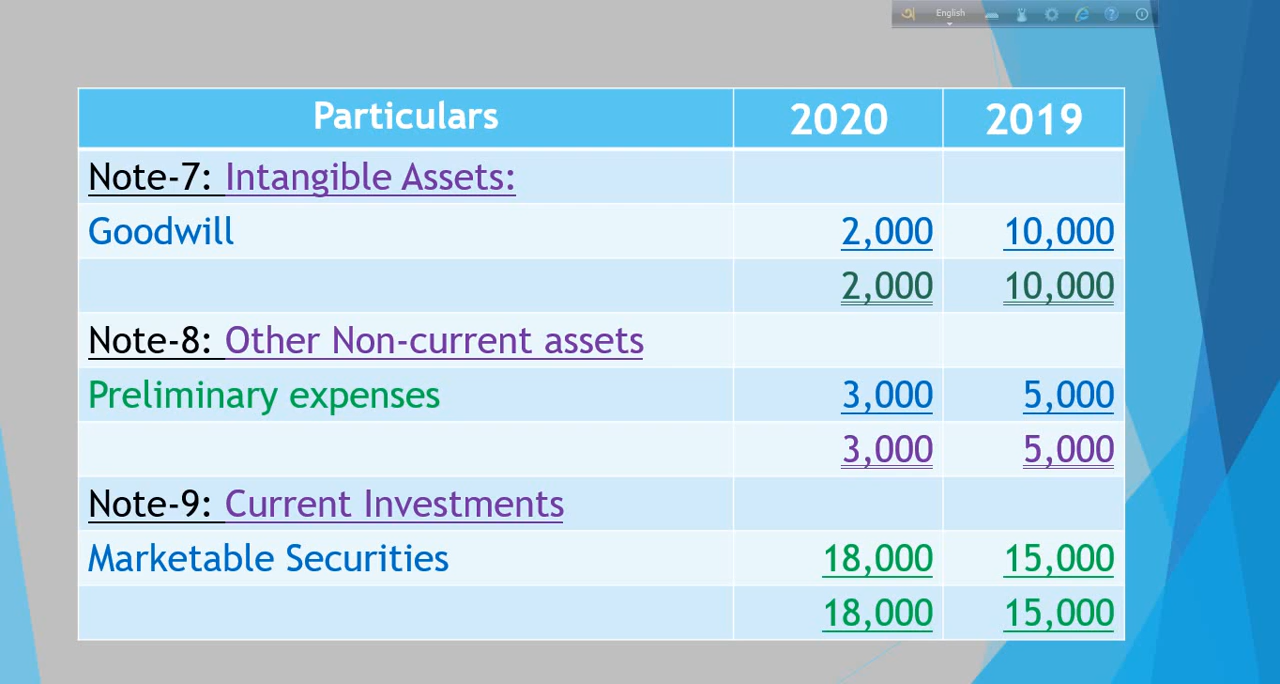 অ English
Particulars 2020 2019
Note-7: Intangible Assets:
Goodwill 2,000 10,000
2,000 10,000
Note-8: Other Non-current assets
Preliminary expenses 3,000 5,000
3,000 5,000
Note-9: Current Investments
Marketable Securities 18,000 15,000
18,000 15,000